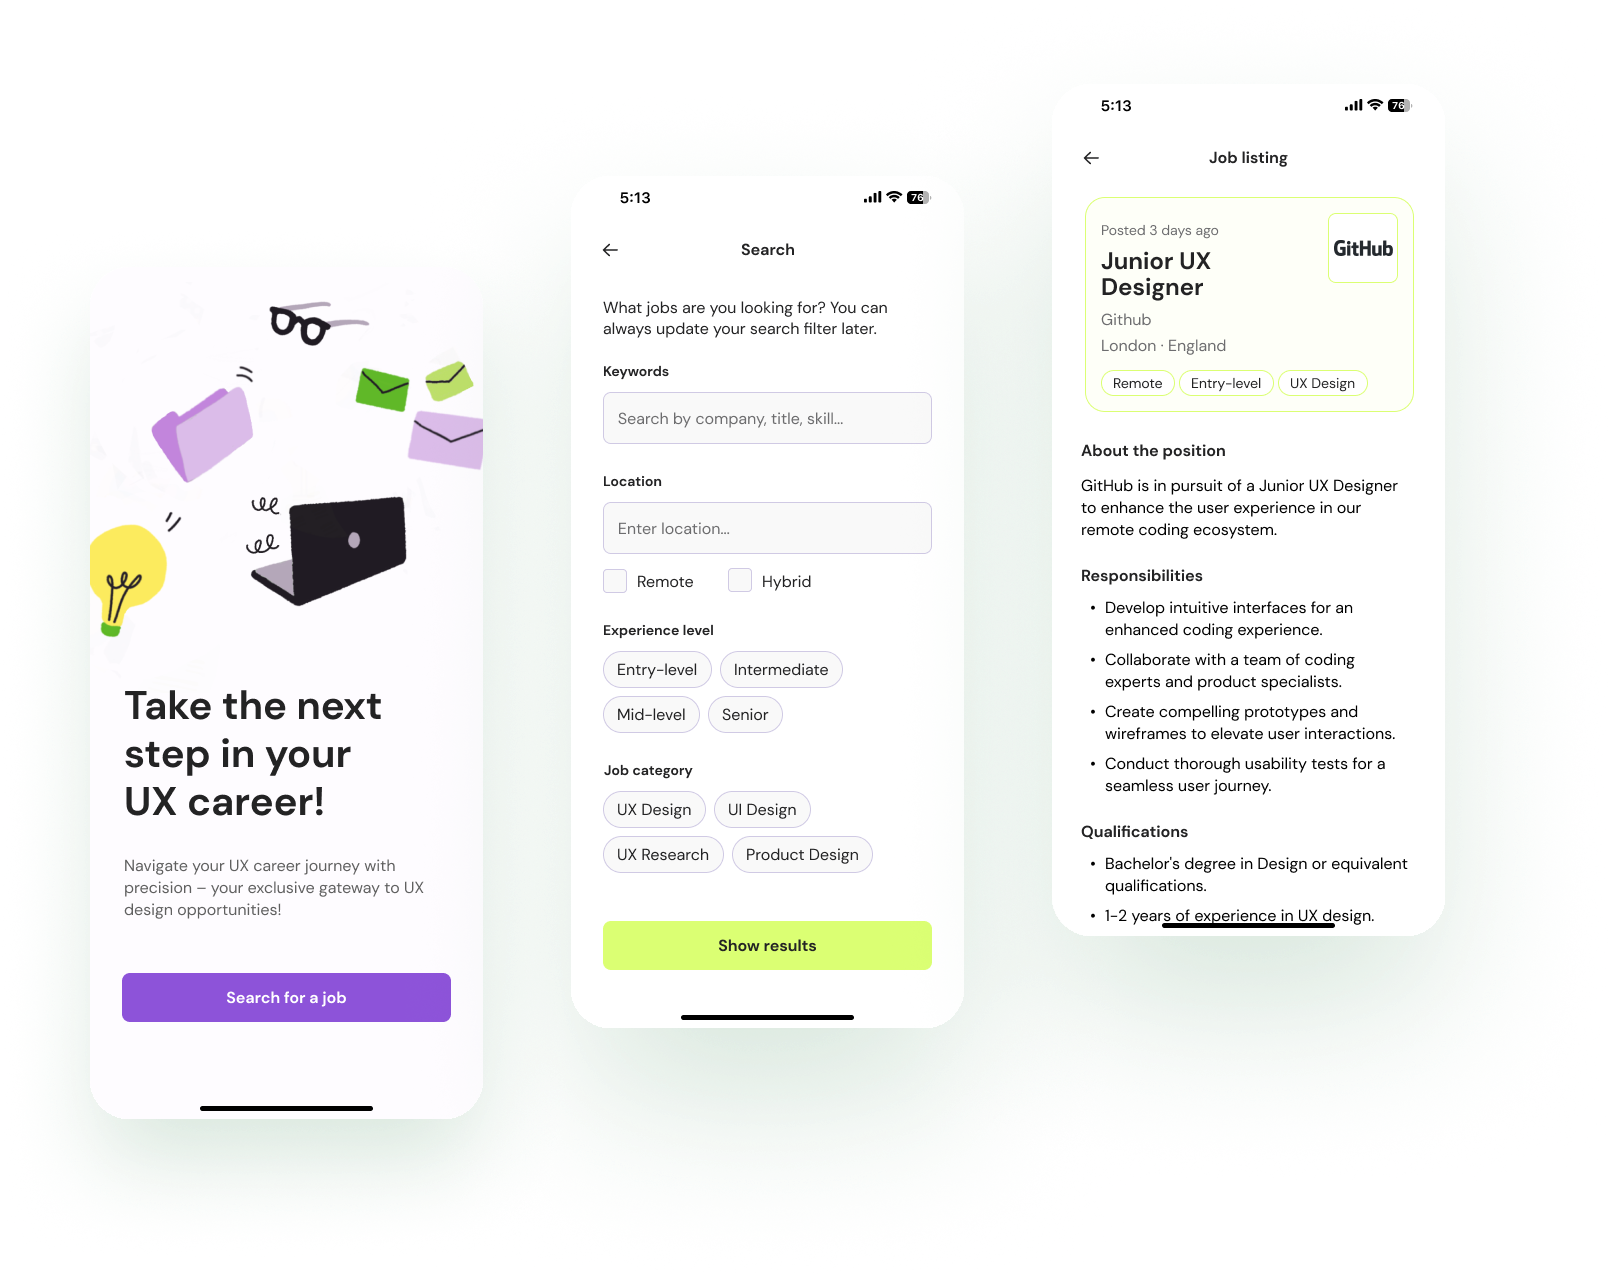 Take the next
step in your
UX career!
Navigate your UX career journey with
precision – your exclusive gateway to UX
design opportunities!
Search for a job
5:13
76
Search
What jobs are you looking for? You can
always update your search filter later.
Keywords
Search by company, title, skill...
Location
Enter location...
Remote Hybrid
Experience level
Entry-level Intermediate
Mid-level Senior
Job category
UX Design UI Design
UX Research Product Design
Show results
5:13
76
Job listing
Posted 3 days ago
GitHub
Junior UX
Designer
Github
London · England
Remote Entry-level UX Design
About the position
GitHub is in pursuit of a Junior UX Designer
to enhance the user experience in our
remote coding ecosystem.
Responsibilities
• Develop intuitive interfaces for an
enhanced coding experience.
• Collaborate with a team of coding
experts and product specialists.
• Create compelling prototypes and
wireframes to elevate user interactions.
• Conduct thorough usability tests for a
seamless user journey.
Qualifications
• Bachelor's degree in Design or equivalent
qualifications.
• 1-2 years of experience in UX design.